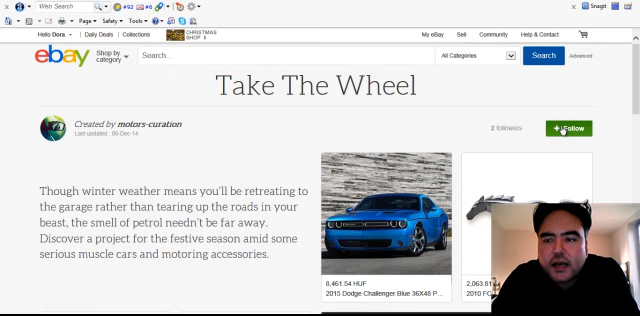 Web Search #92 #6
Page Safety Tools
Snagit
Hello Dora. Daily Deals Collections CHRISTMAS SHOP > My eBay Sell Community Help & Contact
ebay Shop by category Search... All Categories Search Advanced
Take The Wheel
Created by motors-curation
Last updated : 06-Dec-14
2 followers
+ Follow
Though winter weather means you'll be retreating to
the garage rather than tearing up the roads in your
beast, the smell of petrol needn't be far away.
Discover a project for the festive season amid some
serious muscle cars and motoring accessories.
8,461.54 HUF
2015 Dodge Challenger Blue 36X48 P...
2,063.81
2010 FO